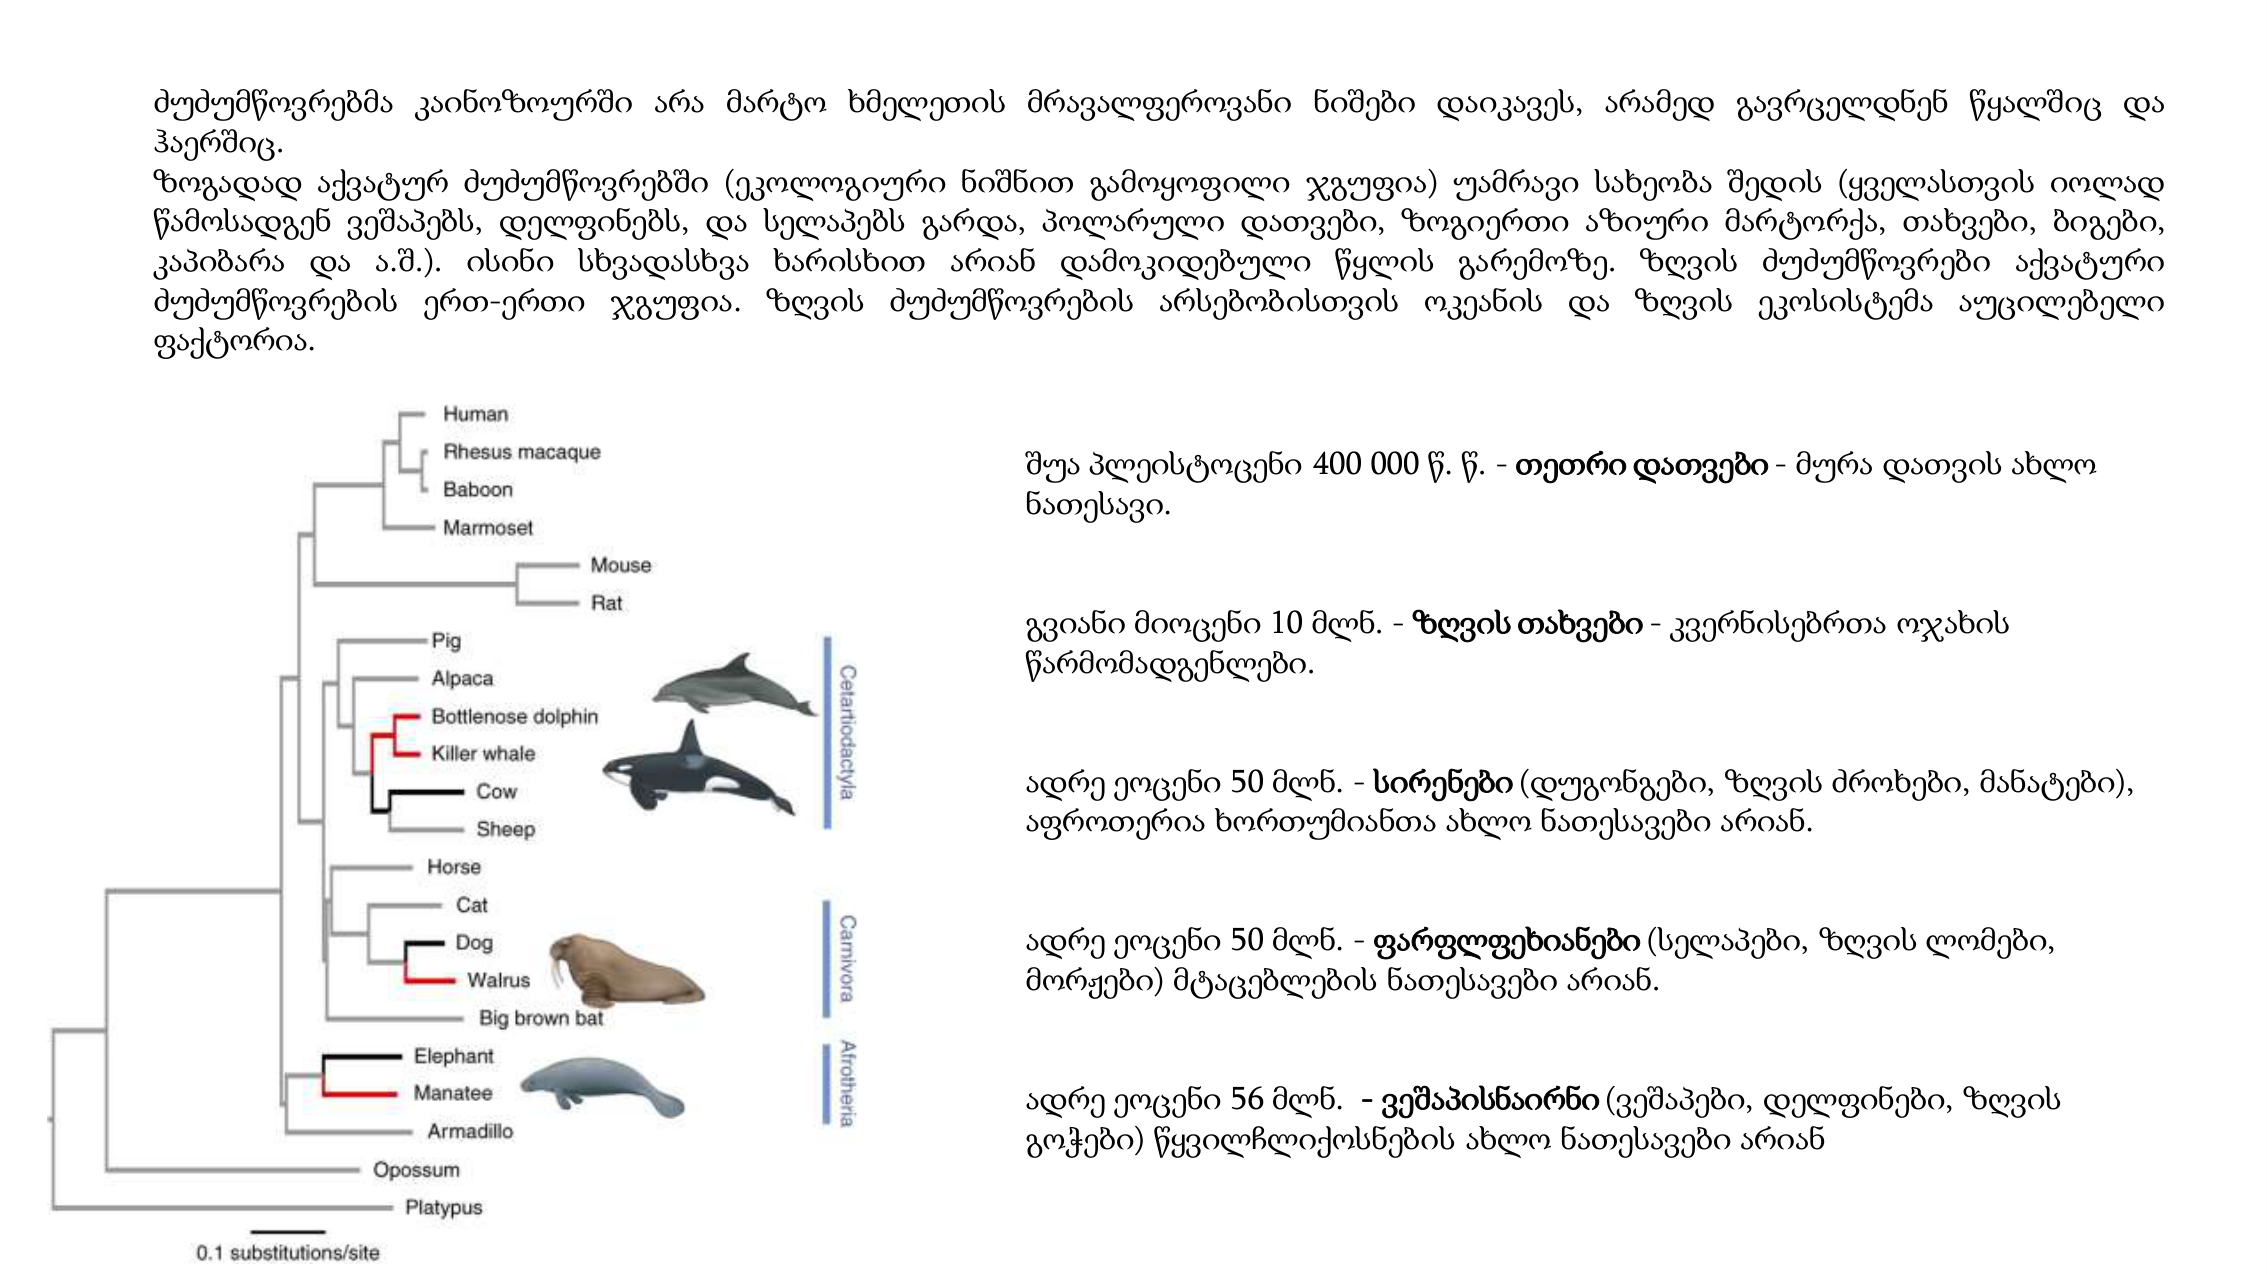 ძუძუმწოვრებმა კაინოზოურში არა მარტო ხმელეთის მრავალფეროვანი ნიშები დაიკავეს, არამედ გავრცელდნენ წყალშიც და
ჰაერშიც.
ზოგადად აქვატურ ძუძუმწოვრებში (ეკოლოგიური ნიშნით გამოყოფილი ჯგუფია) უამრავი სახეობა შედის (ყველასთვის იოლად
წამოსადგენ ვეშაპებს, დელფინებს, და სელაპებს გარდა, პოლარული დათვები, ზოგიერთი აზიური მარტორქა, თახვები, ბიგები,
კაპიბარა და ა.შ.). ისინი სხვადასხვა ხარისხით არიან დამოკიდებული წყლის გარემოზე. ზღვის ძუძუმწოვრები აქვატური
ძუძუმწოვრების ერთ-ერთი ჯგუფია. ზღვის ძუძუმწოვრების არსებობისთვის ოკეანის და ზღვის ეკოსისტემა აუცილებელი
ფაქტორია.
Human
Rhesus macaque
Baboon
Marmoset
Mouse
Rat
Pig
Alpaca
Bottlenose dolphin
Killer whale
Cow
Sheep
Horse
Cat
Dog
Walrus
Big brown bat
Elephant
Manatee
Armadillo
Opossum
Platypus
0.1 substitutions/site
Cetartiodactyla
Carnivora
Afrotheria
შუა პლეისტოცენი 400 000 წ. წ. - თეთრი დათვები - მურა დათვის ახლო
ნათესავი.
გვიანი მიოცენი 10 მლნ. - ზღვის თახვები - კვერნისებრთა ოჯახის
წარმომადგენლები.
ადრე ეოცენი 50 მლნ. - სირენები (დუგონგები, ზღვის ძროხები, მანატები),
აფროთერია ხორთუმიანთა ახლო ნათესავები არიან.
ადრე ეოცენი 50 მლნ. - ფარფლფეხიანები (სელაპები, ზღვის ლომები,
მორჟები) მტაცებლების ნათესავები არიან.
ადრე ეოცენი 56 მლნ. - ვეშაპისნაირნი (ვეშაპები, დელფინები, ზღვის
გოჭები) წყვილჩლიქოსნების ახლო ნათესავები არიან